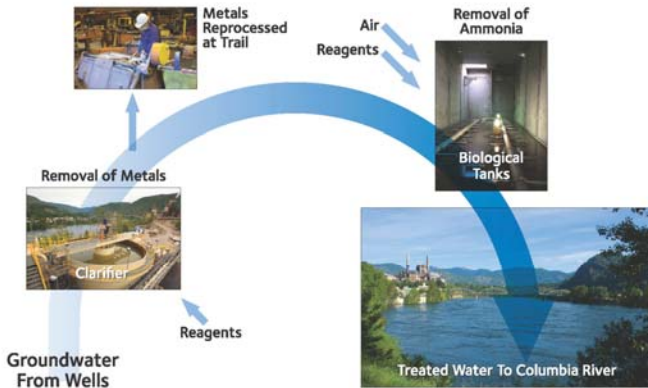 Metals
Reprocessed
at Trail
Air
Reagents
Removal of
Ammonia
Biological
Tanks
Removal of Metals
Clarifier
Reagents
Groundwater
From Wells
Treated Water To Columbia River